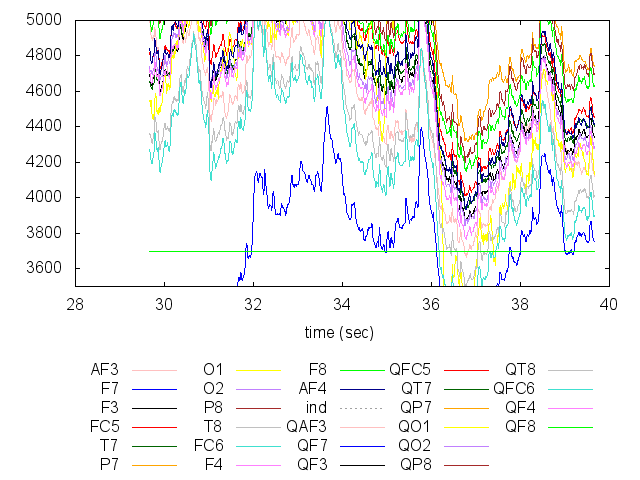 5000
4800
4600
4400
4200
4000
3800
3600
28 30 32 34 36 38 40
time (sec)
AF3 O1 F8 QFC5 QT8
F7 O2 AF4 QT7 QFC6
F3 P8 ind QP7 QF4
FC5 T8 QAF3 QO1 QF8
T7 FC6 QF7 QO2
P7 F4 QF3 QP8